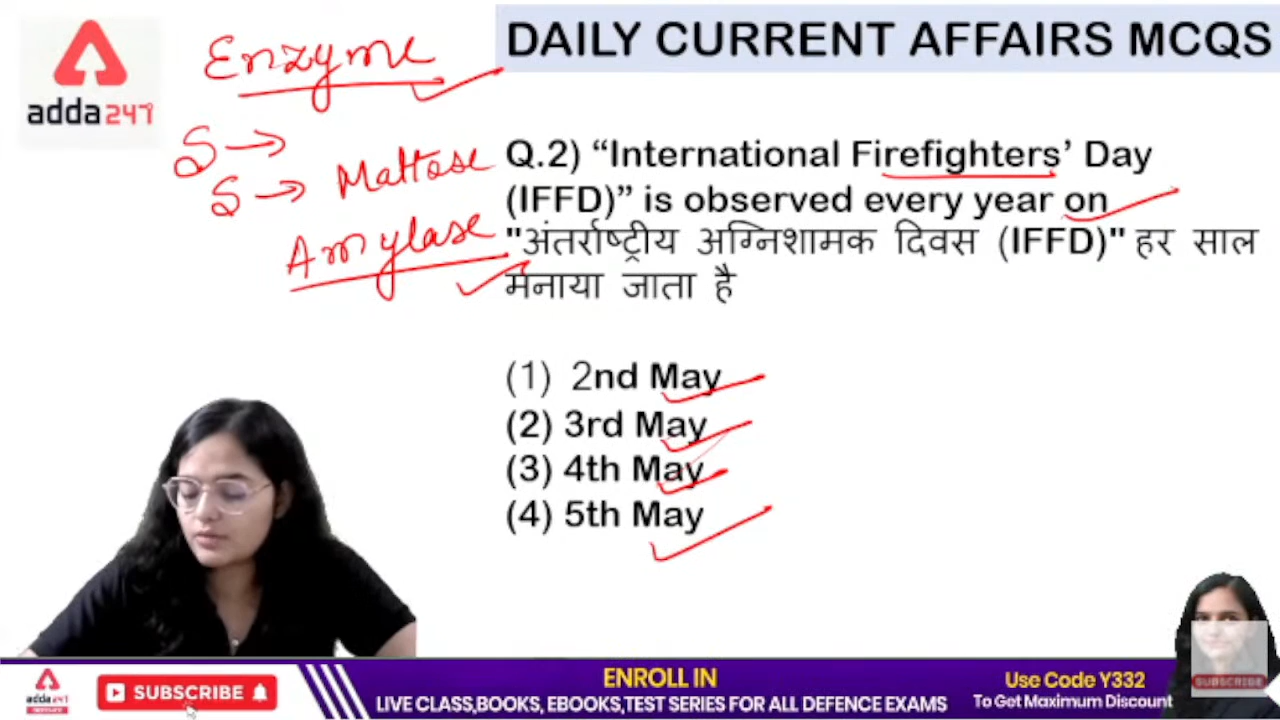 adda247
Enzyme
S →
S → Maltose
Amylase
DAILY CURRENT AFFAIRS MCQS
Q.2) “International Firefighters’ Day
(IFFD)” is observed every year on
"अंतर्राष्ट्रीय अग्निशामक दिवस (IFFD)" हर साल
मनाया जाता है
(1) 2nd May
(2) 3rd May
(3) 4th May
(4) 5th May
adda247
SUBSCRIBE
ENROLL IN
LIVE CLASS,BOOKS, EBOOKS,TEST SERIES FOR ALL DEFENCE EXAMS
Use Code Y332
To Get Maximum Discount
SUBSCRIBE